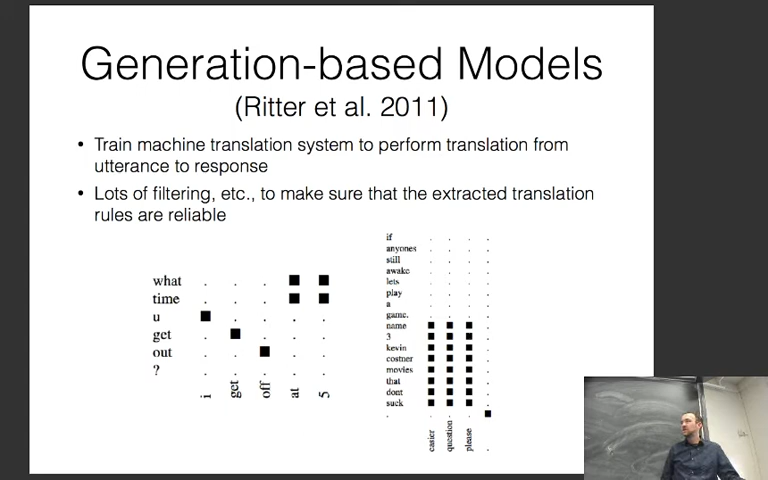 Generation-based Models
(Ritter et al. 2011)
• Train machine translation system to perform translation from
utterance to response
• Lots of filtering, etc., to make sure that the extracted translation
rules are reliable
what
time
u
get
out
?
i
get
off
at
5
if
anyones
still
awake
lets
play
a
game.
name
3
kevin
costner
movies
that
dont
suck
.
easier
question
please
.